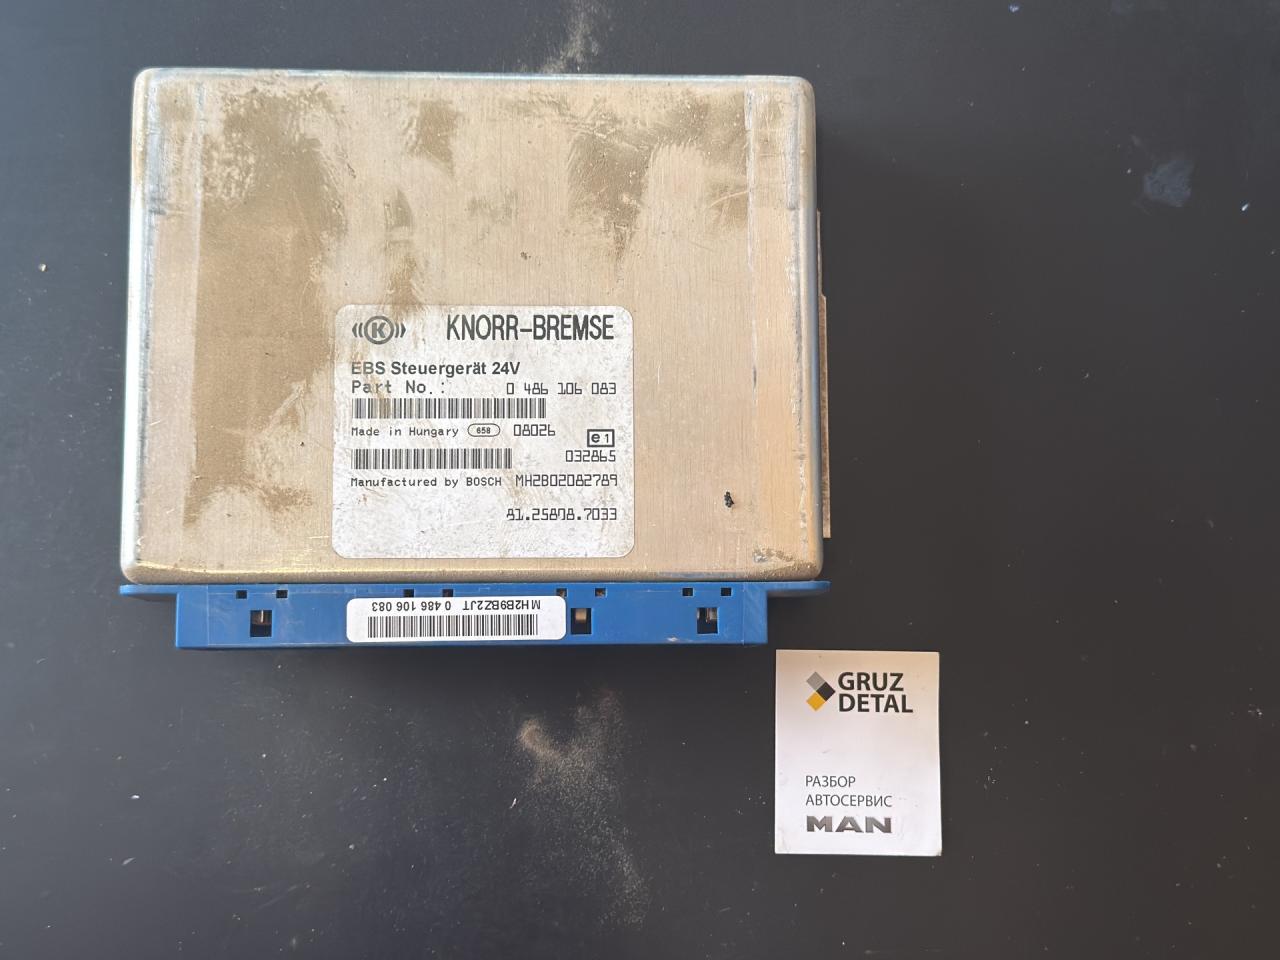 K KNORR-BREMSE
EBS Steuergerät 24V
Part No.: 0 486 106 083
Made in Hungary 658 08026
e1
032865
Manufactured by BOSCH MH2B02082789
81.25808.7033
MH2B9BZ2JT 0 486 106 083
GRUZ
DETAL
РАЗБОР
АВТОСЕРВИС
MAN